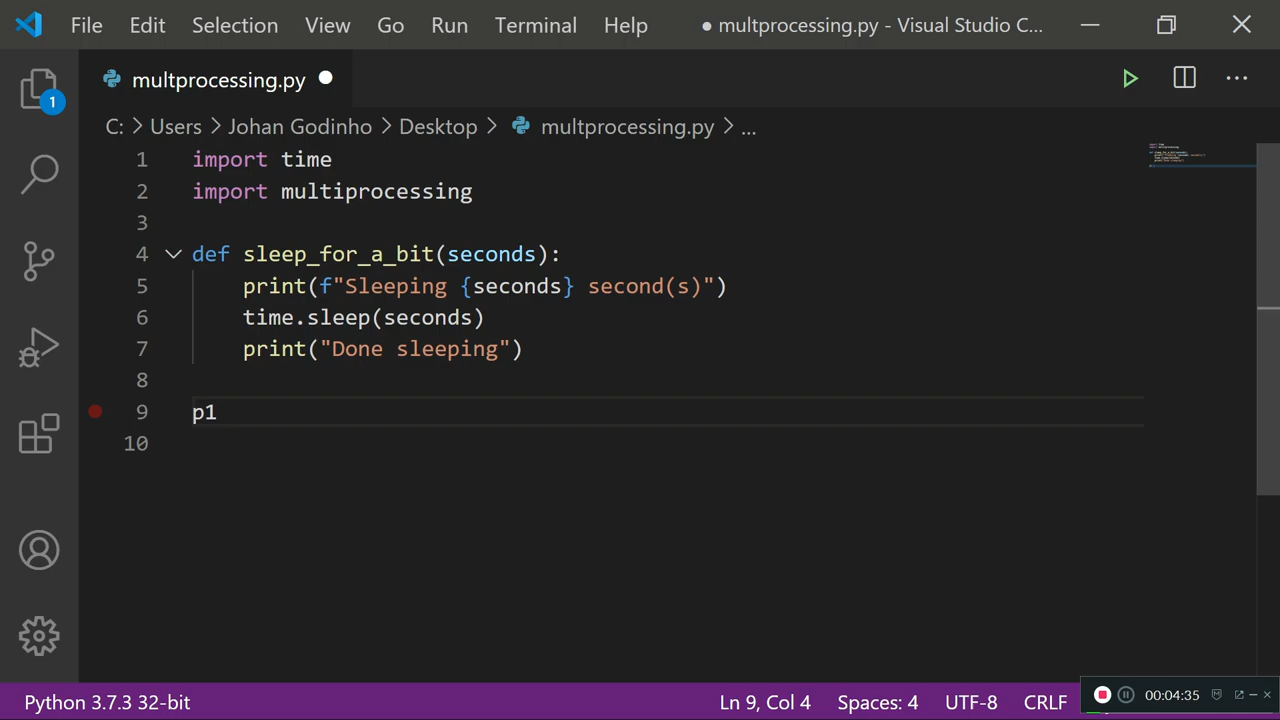 File Edit Selection View Go Run Terminal Help ● multprocessing.py - Visual Studio C...
multprocessing.py
1
C: > Users > Johan Godinho > Desktop > multprocessing.py > ...
1 import time
2 import multiprocessing
3
4 def sleep_for_a_bit(seconds):
5 print(f"Sleeping {seconds} second(s)")
6 time.sleep(seconds)
7 print("Done sleeping")
8
9 p1
10
Python 3.7.3 32-bit Ln 9, Col 4 Spaces: 4 UTF-8 CRLF 00:04:35